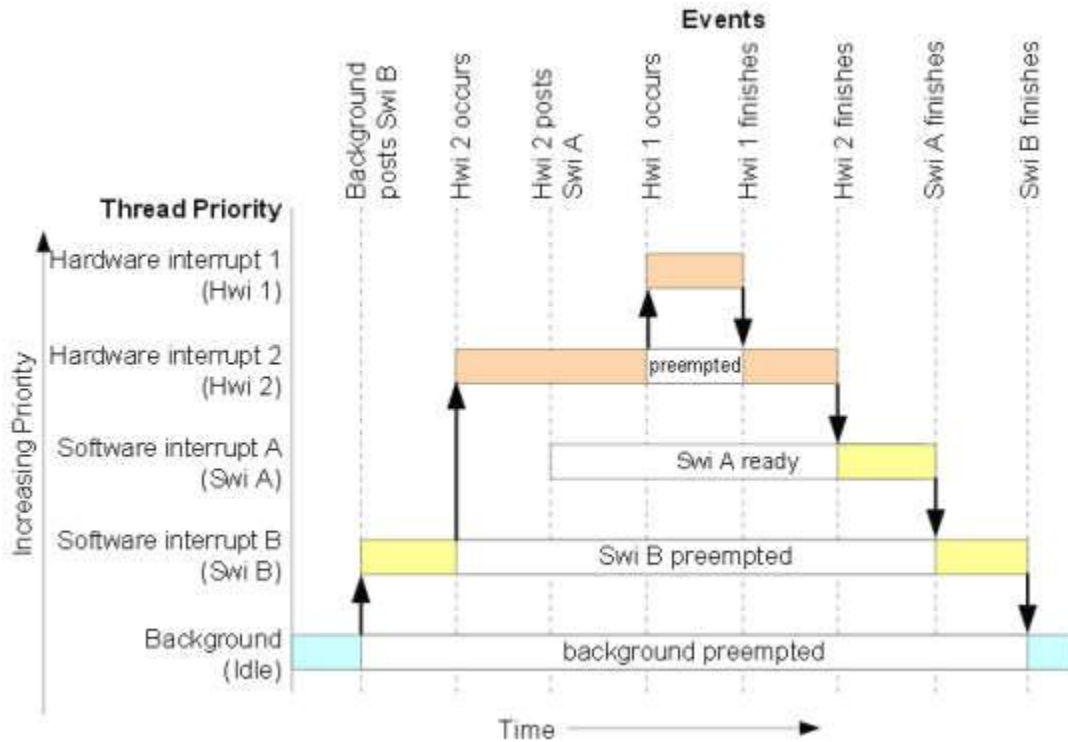 Events
Background
posts Swi B
Hwi 2 occurs
Hwi 2 posts
Swi A
Hwi 1 occurs
Hwi 1 finishes
Hwi 2 finishes
Swi A finishes
Swi B finishes
Thread Priority
Increasing Priority
Hardware interrupt 1
(Hwi 1)
Hardware interrupt 2
(Hwi 2)
preempted
Software interrupt A
(Swi A)
Swi A ready
Software interrupt B
(Swi B)
Swi B preempted
Background
(Idle)
background preempted
Time